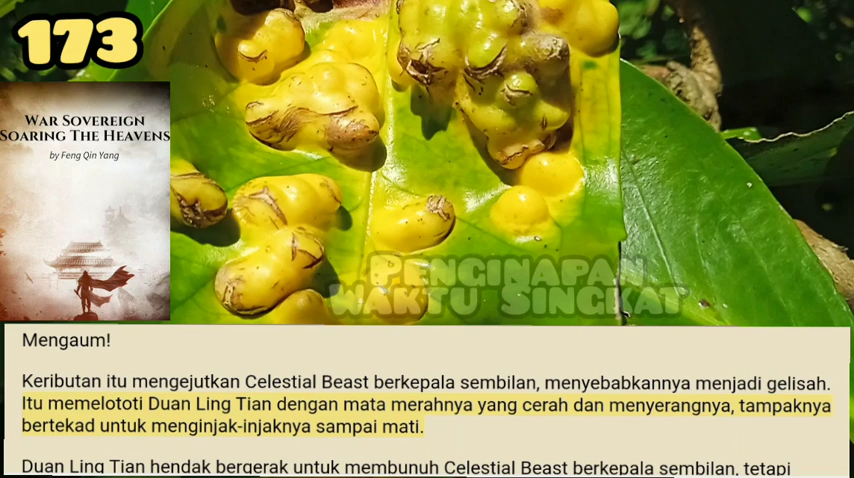 173
War Sovereign
Soaring The Heavens
by Feng Qin Yang
Penginapan
Waktu Singkat
Mengaum!
Keributan itu mengejutkan Celestial Beast berkepala sembilan, menyebabkannya menjadi gelisah.
Itu memelototi Duan Ling Tian dengan mata merahnya yang cerah dan menyerangnya, tampaknya
bertekad untuk menginjak-injaknya sampai mati.
Duan Ling Tian hendak bergerak untuk membunuh Celestial Beast berkepala sembilan, tetapi